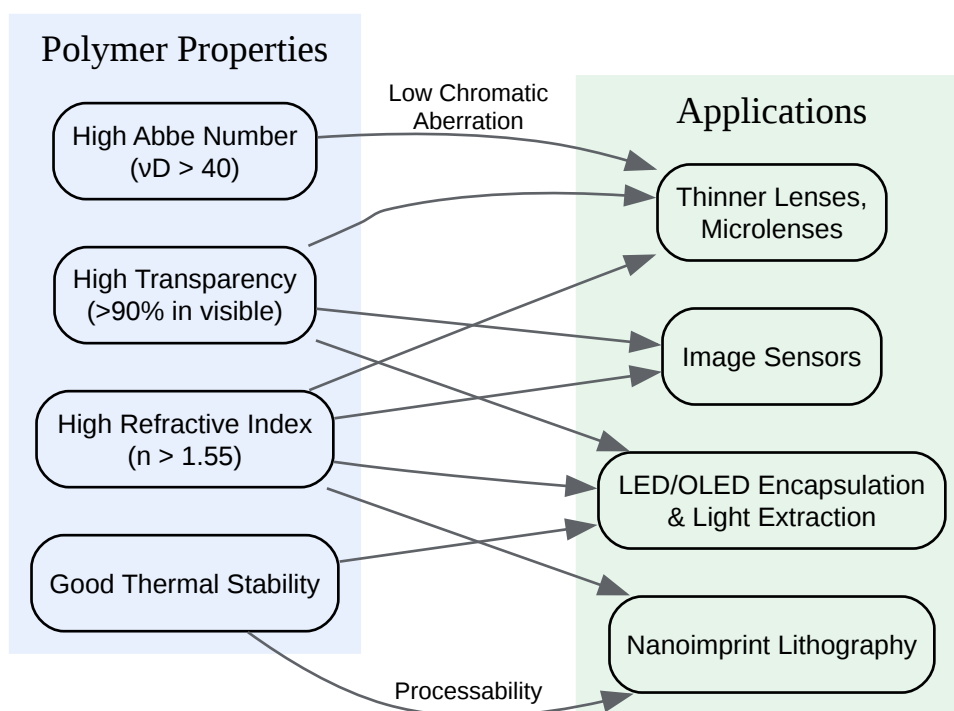 Polymer Properties
High Abbe Number
(νD > 40)
High Transparency
(>90% in visible)
High Refractive Index
(n > 1.55)
Good Thermal Stability
Low Chromatic
Aberration
Processability
Applications
Thinner Lenses,
Microlenses
Image Sensors
LED/OLED Encapsulation
& Light Extraction
Nanoimprint Lithography